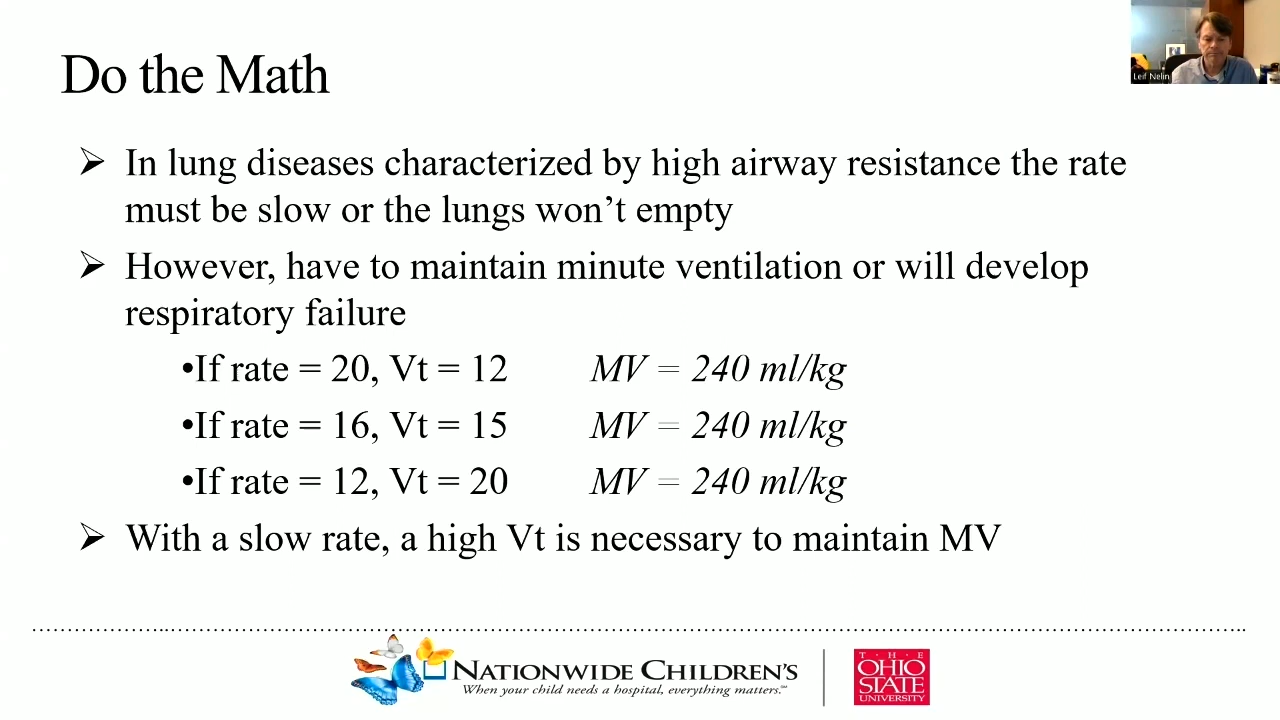 Do the Math
Leif Nelin
➢ In lung diseases characterized by high airway resistance the rate
must be slow or the lungs won’t empty
➢ However, have to maintain minute ventilation or will develop
respiratory failure
•If rate = 20, Vt = 12 MV = 240 ml/kg
•If rate = 16, Vt = 15 MV = 240 ml/kg
•If rate = 12, Vt = 20 MV = 240 ml/kg
➢ With a slow rate, a high Vt is necessary to maintain MV
NATIONWIDE CHILDREN'S
When your child needs a hospital, everything matters.℠
THE
OHIO
STATE
UNIVERSITY